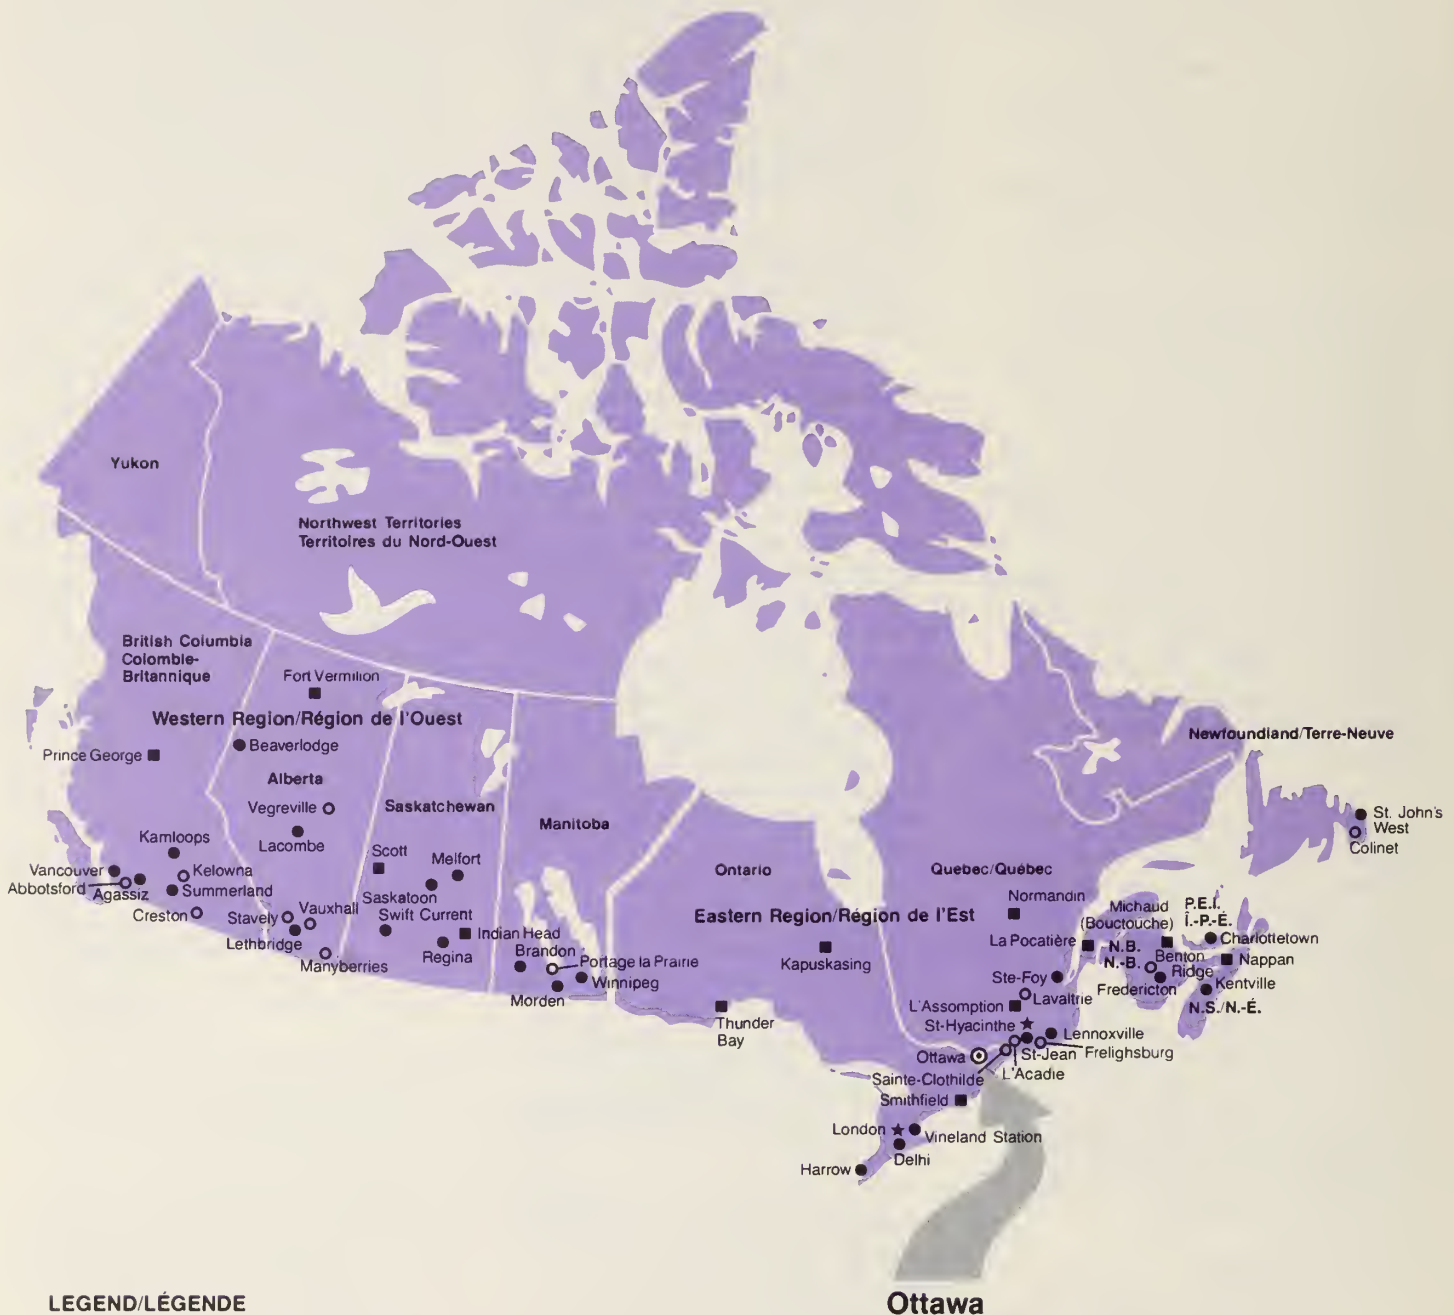 Yukon
Northwest Territories
Territoires du Nord-Ouest
British Columbia
Colombie-
Britannique
Fort Vermilion
Western Region/Région de l'Ouest
Prince George
Beaverlodge
Alberta
Vegreville
Saskatchewan
Lacombe
Manitoba
Kamloops
Vancouver
Kelowna
Abbotsford
Agassiz
Summerland
Creston
Scott
Melfort
Saskatoon
Stavely
Vauxhall
Swift Current
Lethbridge
Indian Head
Manyberries
Regina
Brandon
Portage la Prairie
Winnipeg
Morden
Ontario
Quebec/Québec
Eastern Region/Région de l'Est
Normandin
Kapuskasing
Thunder
Bay
Newfoundland/Terre-Neuve
St. John's
West
Colinet
Michaud
(Bouctouche)
P.E.I.
Î.-P.-É.
La Pocatière
N.B.
N.-B.
Charlottetown
Benton
Ridge
Nappan
Ste-Foy
Fredericton
Kentville
Lavaltrie
L'Assomption
N.S./N.-É.
St-Hyacinthe
Lennoxville
Ottawa
St-Jean
Frelighsburg
Sainte-Clothilde
L'Acadie
Smithfield
London
Vineland Station
Delhi
Harrow
LEGEND/LÉGENDE
Ottawa